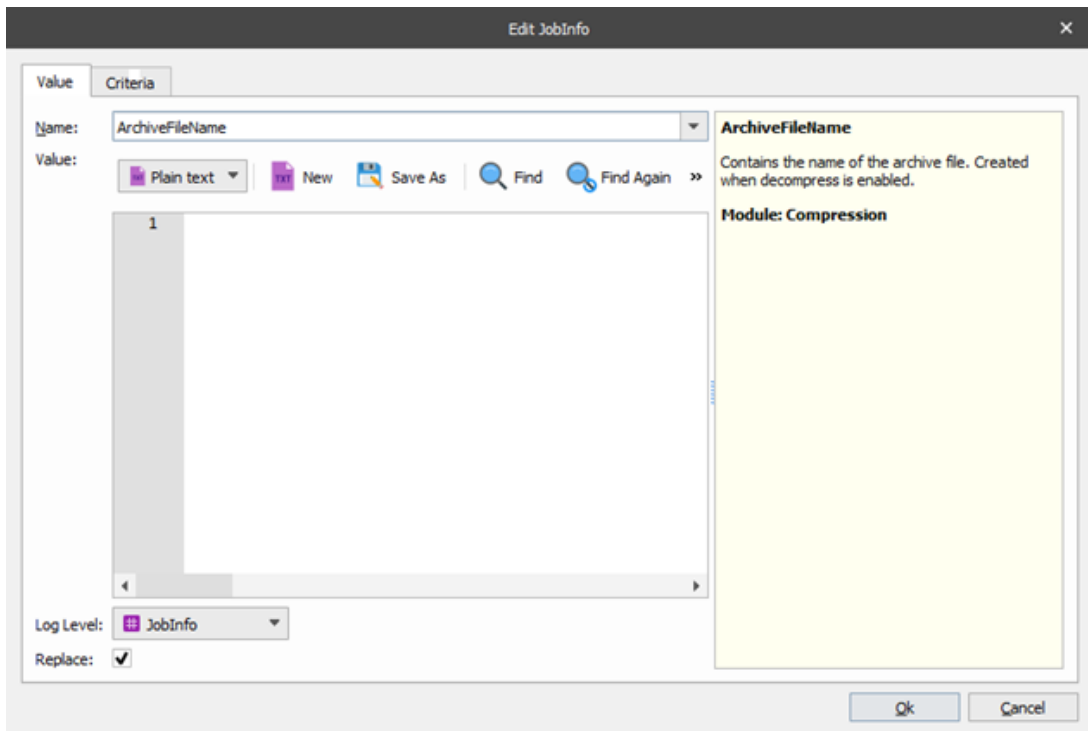 Edit JobInfo
Value Criteria
Name: ArchiveFileName
Value: Plain text TXT New Save As Find Find Again »
1
ArchiveFileName
Contains the name of the archive file. Created
when decompress is enabled.
Module: Compression
Log Level: JobInfo
Replace:
Ok Cancel